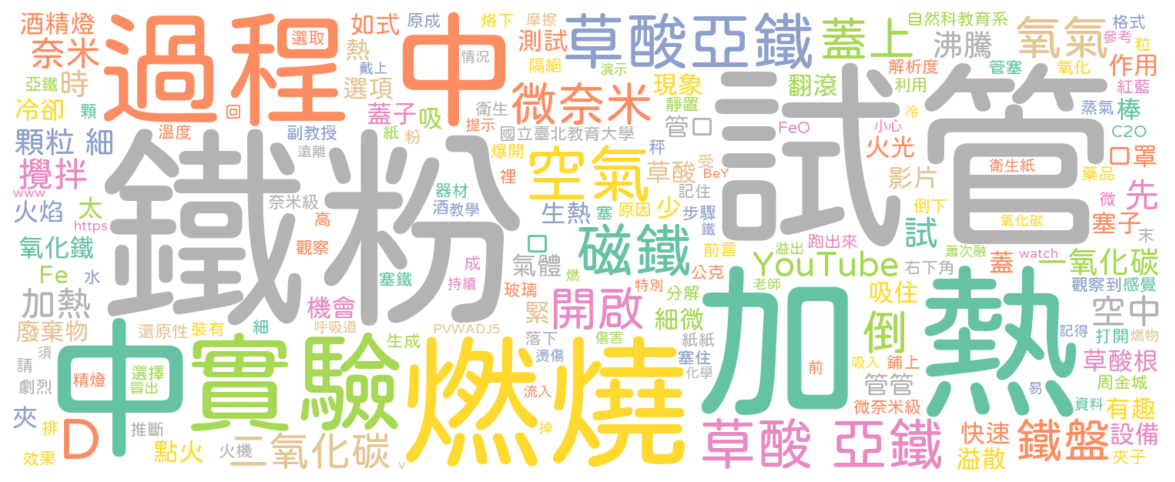 酒精燈
奈米
過程
選取
中
原成
如式
熱
選項
烙下
摩擦
測試
隔絕
情況
草酸亞鐵
演示
蓋上
自然科教育系
沸騰
氧氣
格式
參考
粒
作用
亞鐵
戴上
時
冷卻
顆
回
溫度
副教授
紙
粉
遠離
蓋子
吸
提示
衛生
微奈米
國立臺北教育大學
現象
靜置
管口
翻滾
解析度
管塞
利用
冷
氧化
紅藍
蒸氣
棒
C2O
FeO
小心
火光
口罩
顆粒
細
攪拌
鐵粉
爆開
空氣
秤
草酸
受
BeY
記住
試管
影片
衛生紙
藥品
微
先
www
火焰
太
奈米級
https
高
觀察
器材
酒
教學
裡
生熱
塞
原因
少
步驟
鐵
倒下
試
塞子
末
氧化鐵
Fe
水
口
氣體
磁鐵
前言
溢出
跑出來
氧化碳
蕭次融
watch
蓋
一氧化碳
YouTube
右下角
老師
加熱
塞鐵
成
持續
燃
玻璃
特別
公克
分解
吸住
觀察到
感覺
廢棄物
機會
緊
開啟
細微
加熱
倒
空中
打開
記得
燃物
還原性
裝有
細
呼吸道
生成
PVWADJ5
落下
傷害
紙紙
燙傷
塞住
化學
中
實驗
燃燒
請
須
劇烈
精燈
選擇
冒出
前
吸入
鋪上
管管
易
草酸根
周金城
微奈米級
資料
有趣
夾
排
D
推斷
流入
掉
草酸
亞鐵
快速
溢散
鐵盤
設備
夾子
效果
點火
火機
二氧化碳
v